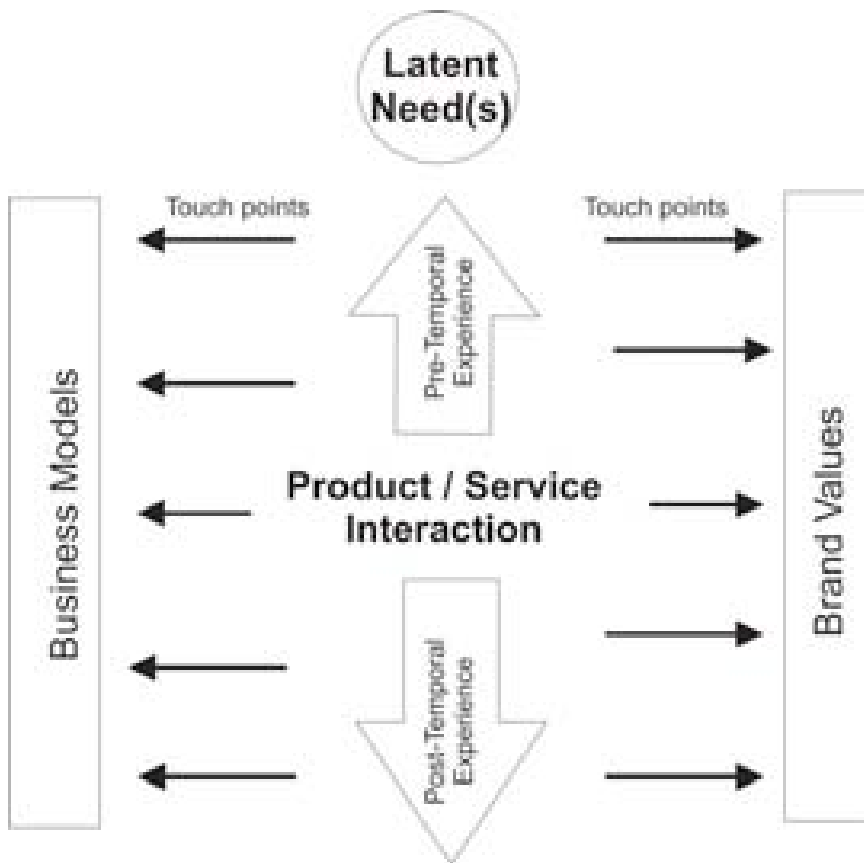 Latent
Need(s)
Touch points
Touch points
Pre-Temporal
Experience
Business Models
Product / Service
Interaction
Brand Values
Post-Temporal
Experience